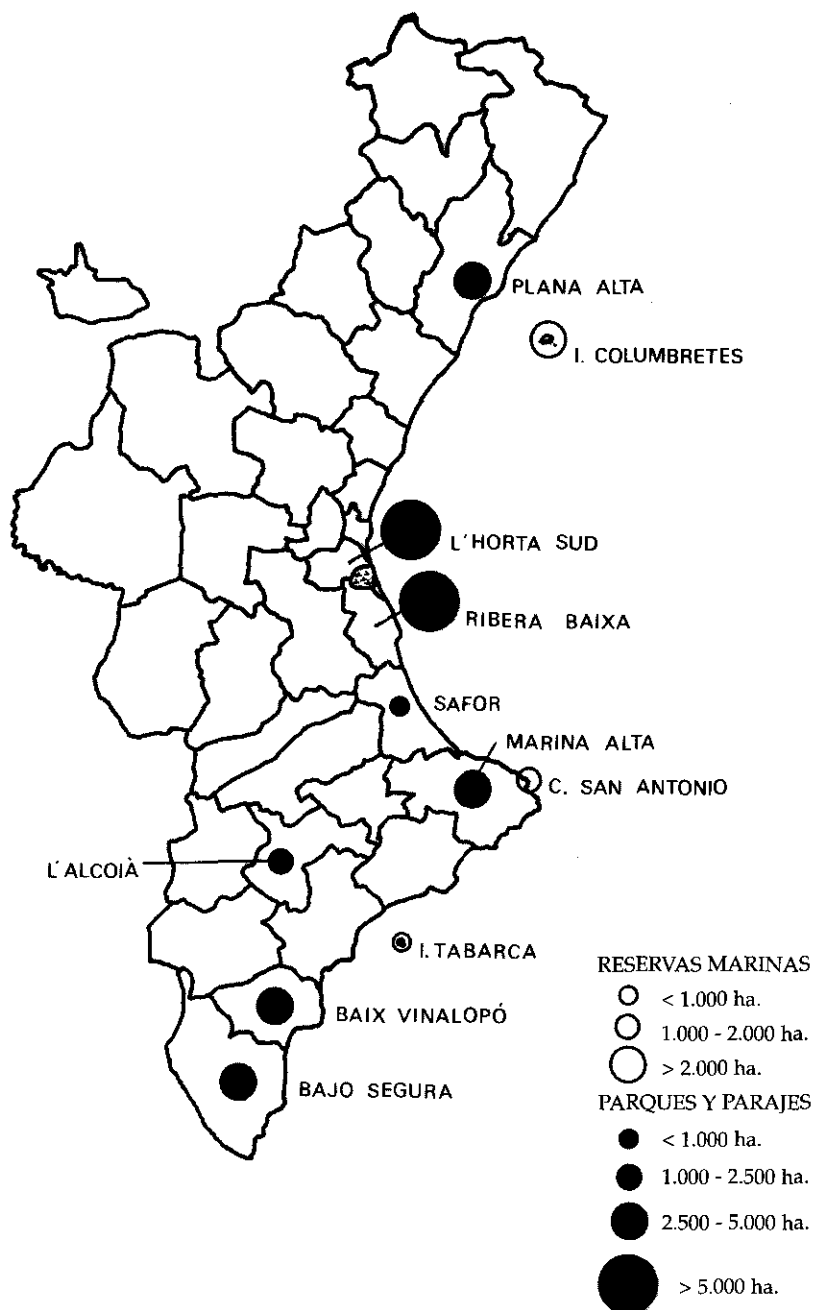 PLANA ALTA
I. COLUMBRETES
L'HORTA SUD
RIBERA BAIXA
SAFOR
MARINA ALTA
C. SAN ANTONIO
L'ALCOIÀ
I. TABARCA
BAIX VINALOPÓ
BAJO SEGURA
RESERVAS MARINAS
< 1.000 ha.
1.000 - 2.000 ha.
> 2.000 ha.
PARQUES Y PARAJES
< 1.000 ha.
1.000 - 2.500 ha.
2.500 - 5.000 ha.
> 5.000 ha.